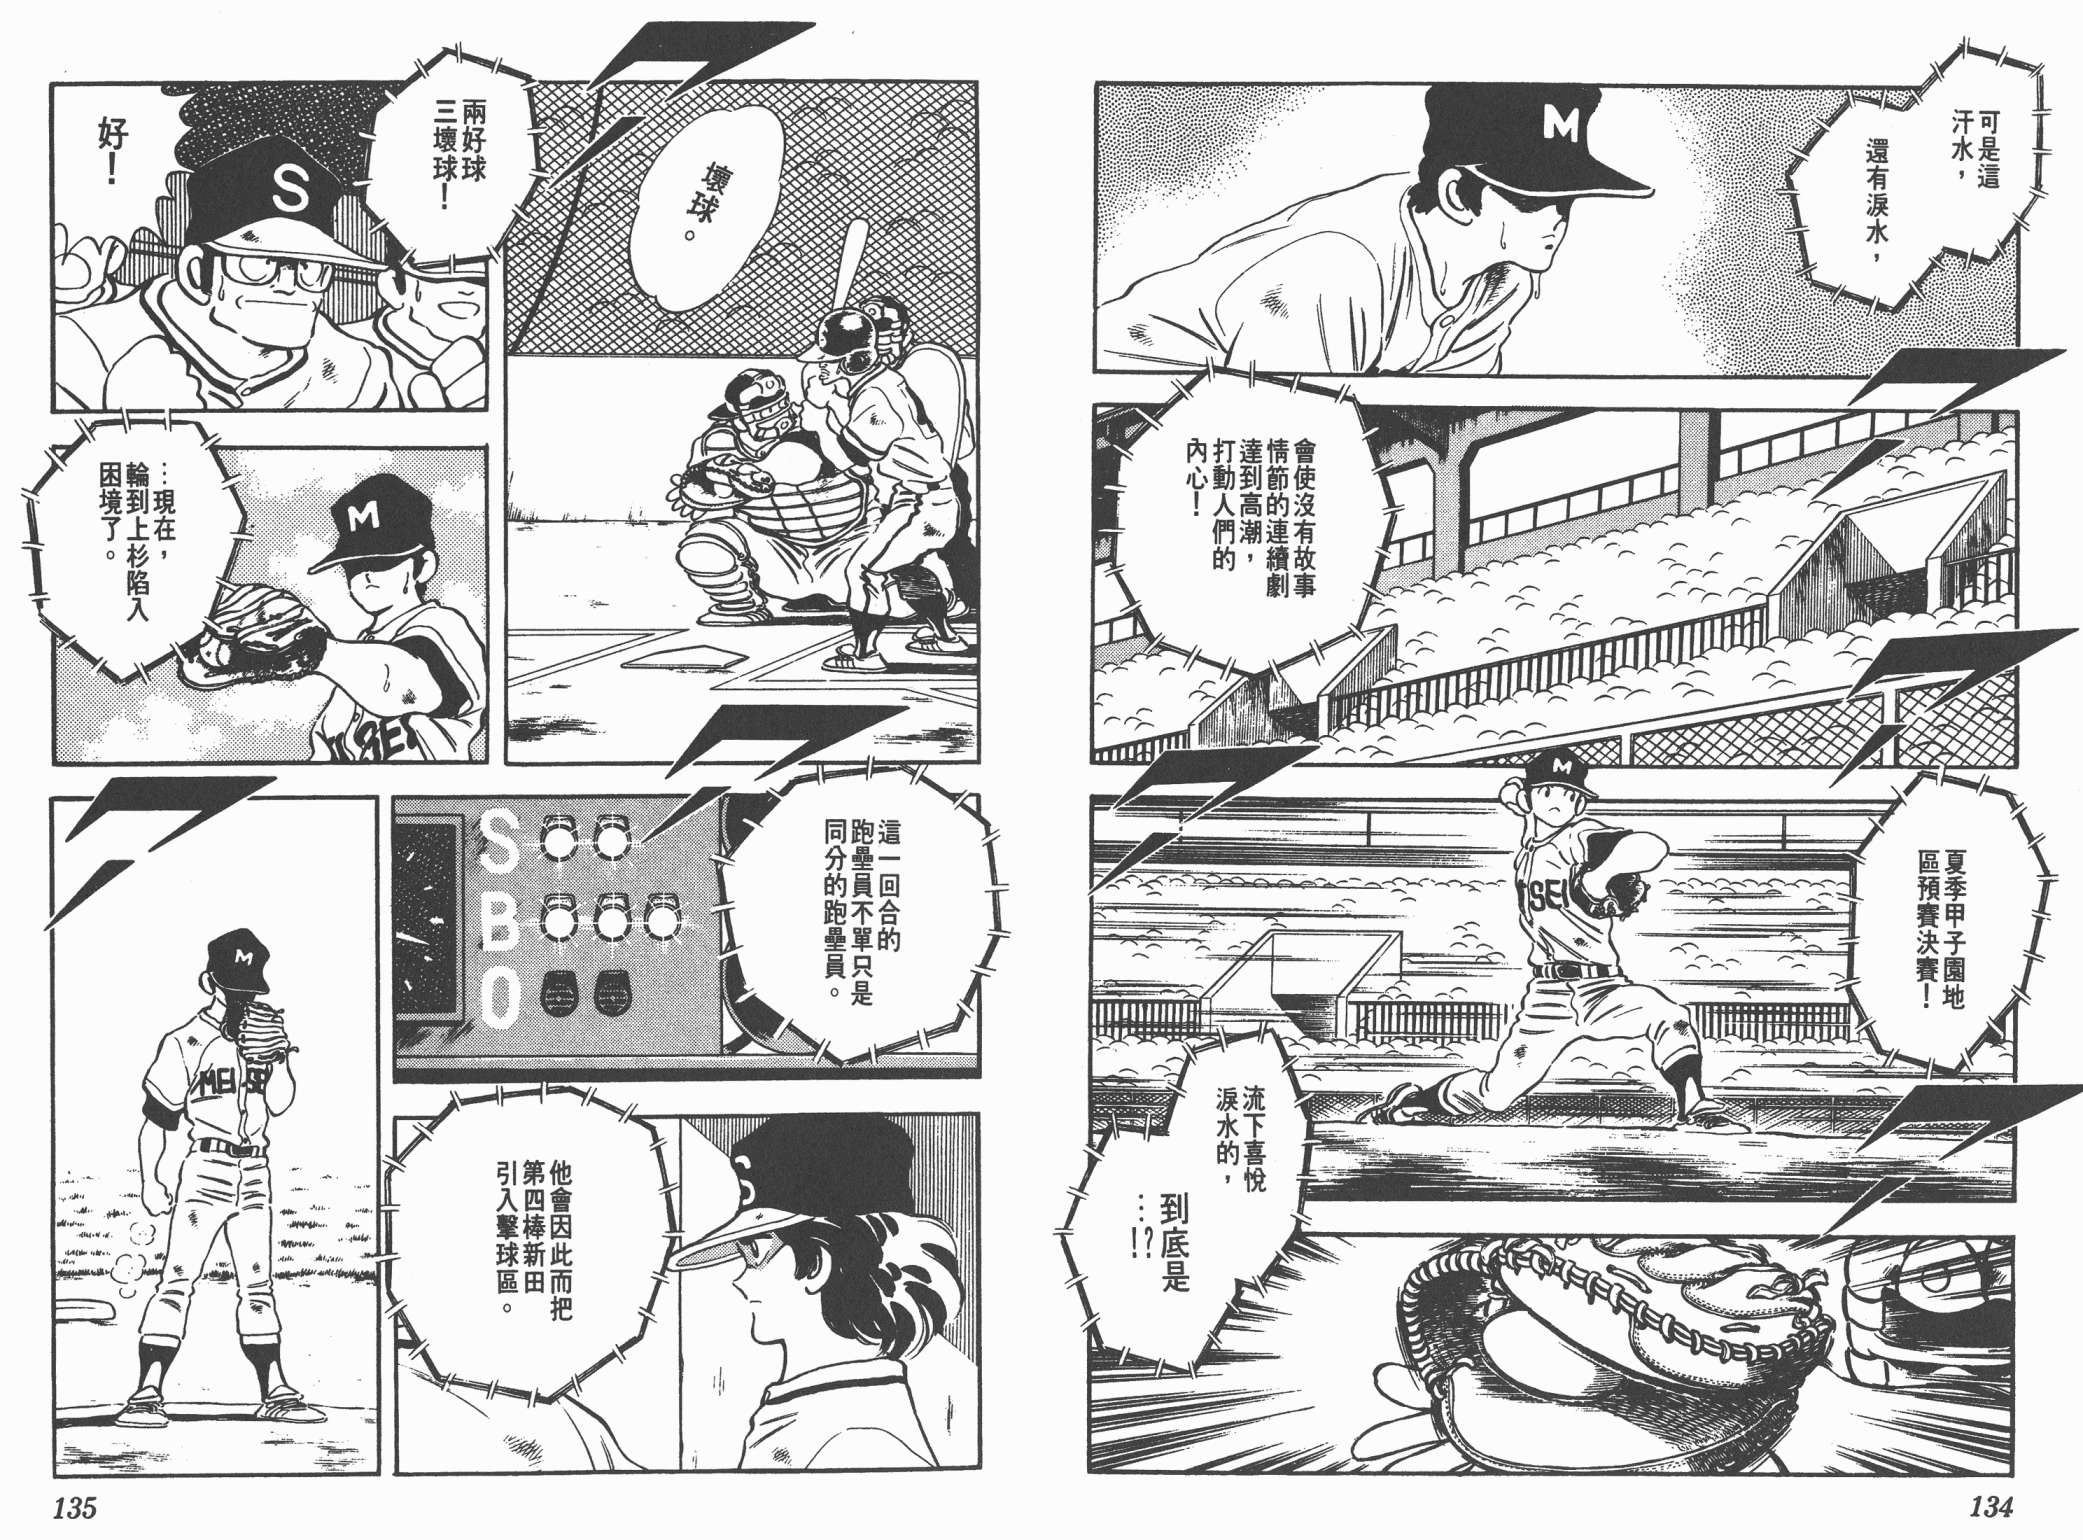 可是這
汗水，
還有淚水，
M
會使沒有故事
情節的連續劇
達到高潮，
打動人們的
內心！
夏季甲子園地
區預賽決賽！
M
SEI
流下喜悅
淚水的，
到底是
…!?
134
壞球。
兩好球
三壞球！
好！
S
…現在，
輪到上杉陷入
困境了。
M
SEI
這一回合的
跑壘員不單只是
同分的跑壘員。
S
B
O
他會因此而把
第四棒新田
引入擊球區。
S
M
MEISEI
135